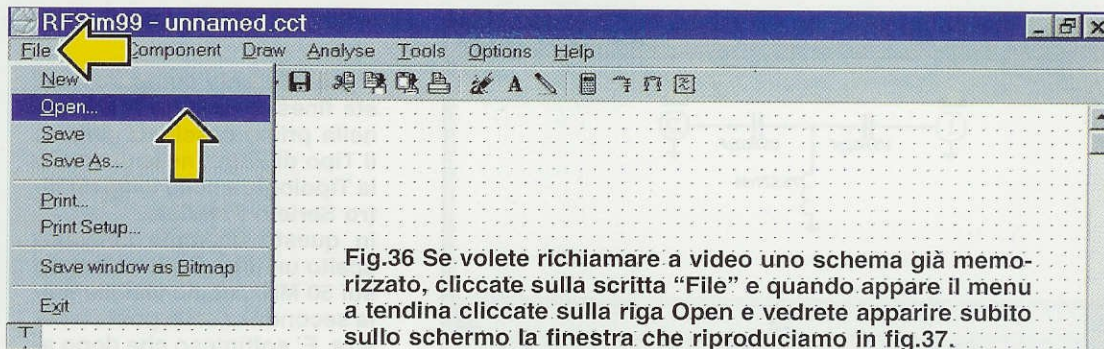 RFSim99 - unnamed.cct
File Component Draw Analyse Tools Options Help
New
Open...
Save
Save As...
Print...
Print Setup...
Save window as Bitmap
Exit
Fig.36 Se volete richiamare a video uno schema già memo-
rizzato, cliccate sulla scritta “File” e quando appare il menu
a tendina cliccate sulla riga Open e vedrete apparire subito
sullo schermo la finestra che riproduciamo in fig.37.